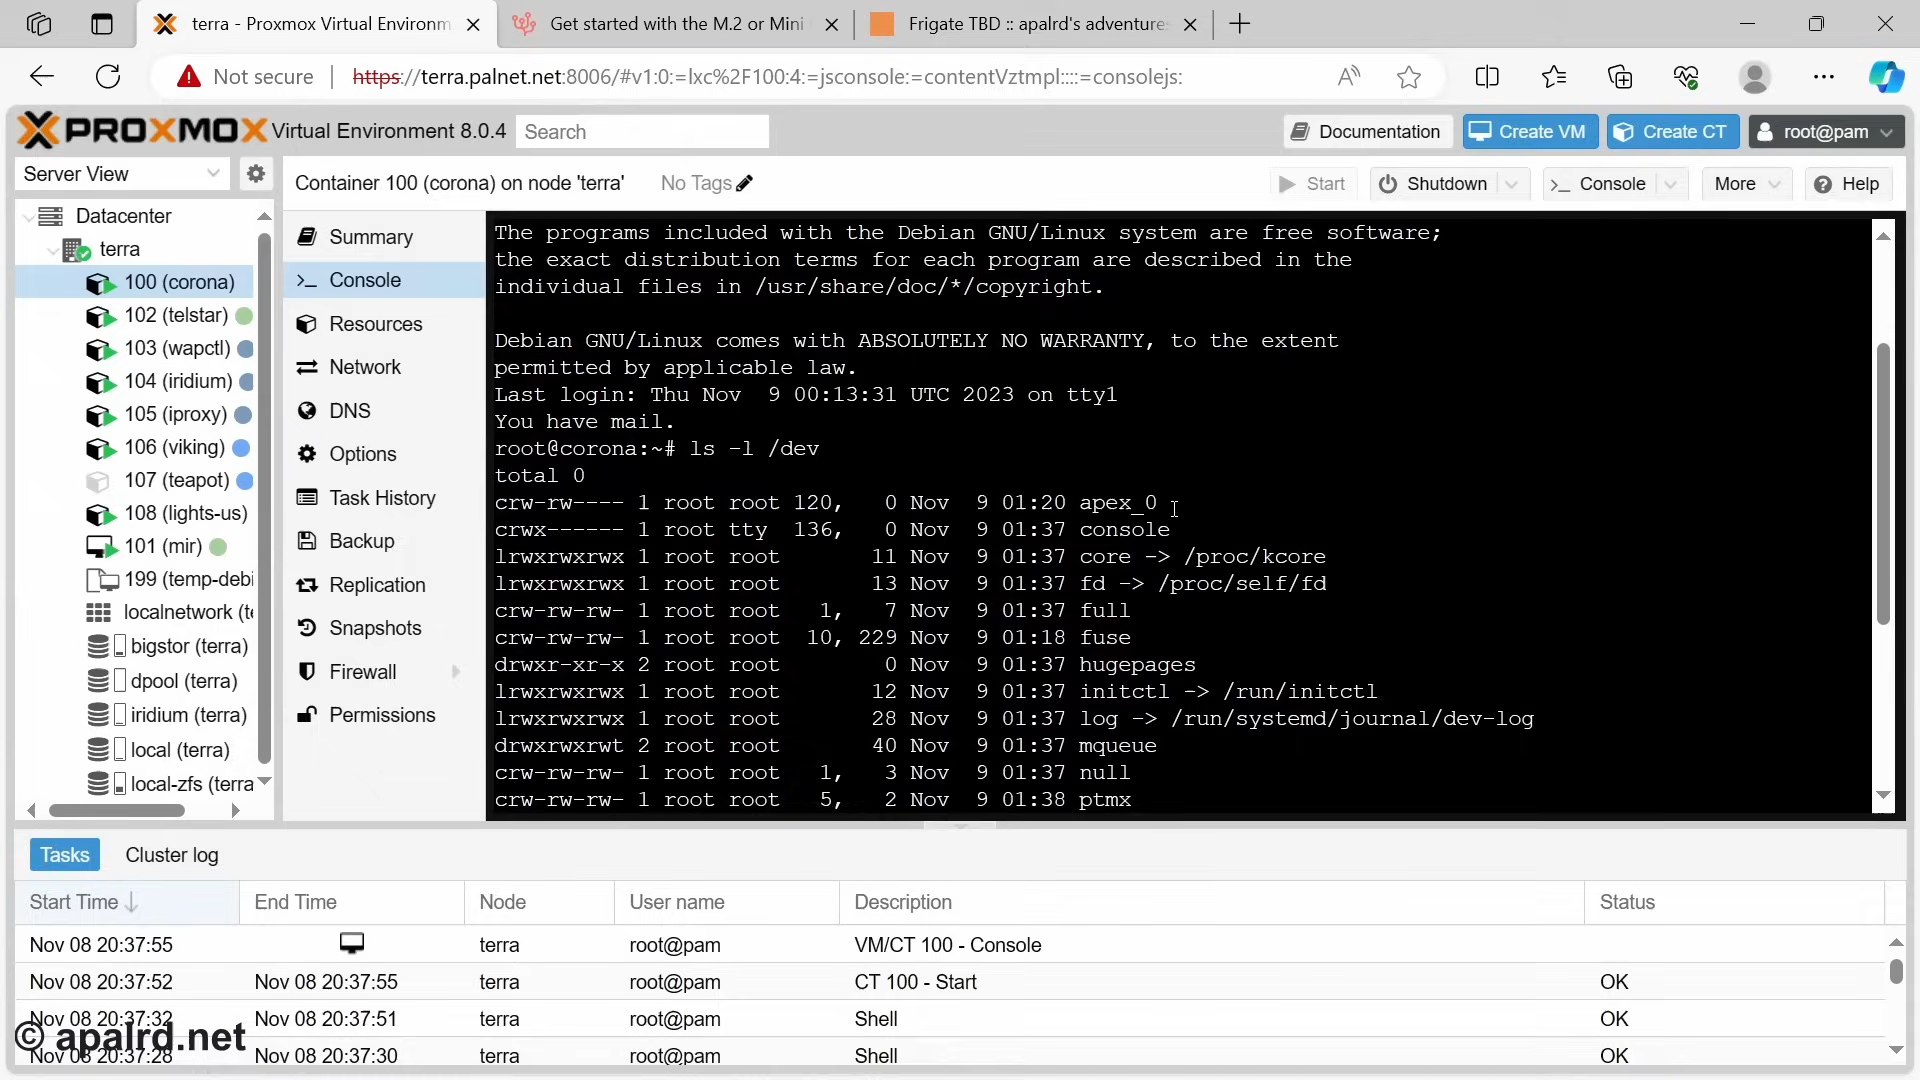 terra - Proxmox Virtual Environm
Get started with the M.2 or Mini
Frigate TBD :: apalrd's adventure
Not secure
https://terra.palnet.net:8006/#v1:0:=lxc%2F100:4:=jsconsole:=contentVztmpl::::=consolejs:
PROXMOX Virtual Environment 8.0.4
Search
Documentation
Create VM
Create CT
root@pam
Server View
Container 100 (corona) on node 'terra'
No Tags
Start
Shutdown
Console
More
Help
Datacenter
terra
100 (corona)
102 (telstar)
103 (wapctl)
104 (iridium)
105 (iproxy)
106 (viking)
107 (teapot)
108 (lights-us)
101 (mir)
199 (temp-debi
localnetwork (te
bigstor (terra)
dpool (terra)
iridium (terra)
local (terra)
local-zfs (terra
Summary
Console
Resources
Network
DNS
Options
Task History
Backup
Replication
Snapshots
Firewall
Permissions
The programs included with the Debian GNU/Linux system are free software;
the exact distribution terms for each program are described in the
individual files in /usr/share/doc/*/copyright.
Debian GNU/Linux comes with ABSOLUTELY NO WARRANTY, to the extent
permitted by applicable law.
Last login: Thu Nov  9 00:13:31 UTC 2023 on tty1
You have mail.
root@corona:~# ls -l /dev
total 0
crw-rw---- 1 root root 120,   0 Nov  9 01:20 apex_0
crwx------ 1 root tty  136,   0 Nov  9 01:37 console
lrwxrwxrwx 1 root root       11 Nov  9 01:37 core -> /proc/kcore
lrwxrwxrwx 1 root root       13 Nov  9 01:37 fd -> /proc/self/fd
crw-rw-rw- 1 root root   1,   7 Nov  9 01:37 full
crw-rw-rw- 1 root root  10, 229 Nov  9 01:18 fuse
drwxr-xr-x 2 root root        0 Nov  9 01:37 hugepages
lrwxrwxrwx 1 root root       12 Nov  9 01:37 initctl -> /run/initctl
lrwxrwxrwx 1 root root       28 Nov  9 01:37 log -> /run/systemd/journal/dev-log
drwxrwxrwt 2 root root       40 Nov  9 01:37 mqueue
crw-rw-rw- 1 root root   1,   3 Nov  9 01:37 null
crw-rw-rw- 1 root root   5,   2 Nov  9 01:38 ptmx
Tasks
Cluster log
Start Time End Time Node User name Description Status
Nov 08 20:37:55 terra root@pam VM/CT 100 - Console
Nov 08 20:37:52 Nov 08 20:37:55 terra root@pam CT 100 - Start OK
Nov 08 20:37:32 Nov 08 20:37:51 terra root@pam Shell OK
Nov 08 20:37:28 Nov 08 20:37:30 terra root@pam Shell OK
© apalrd.net